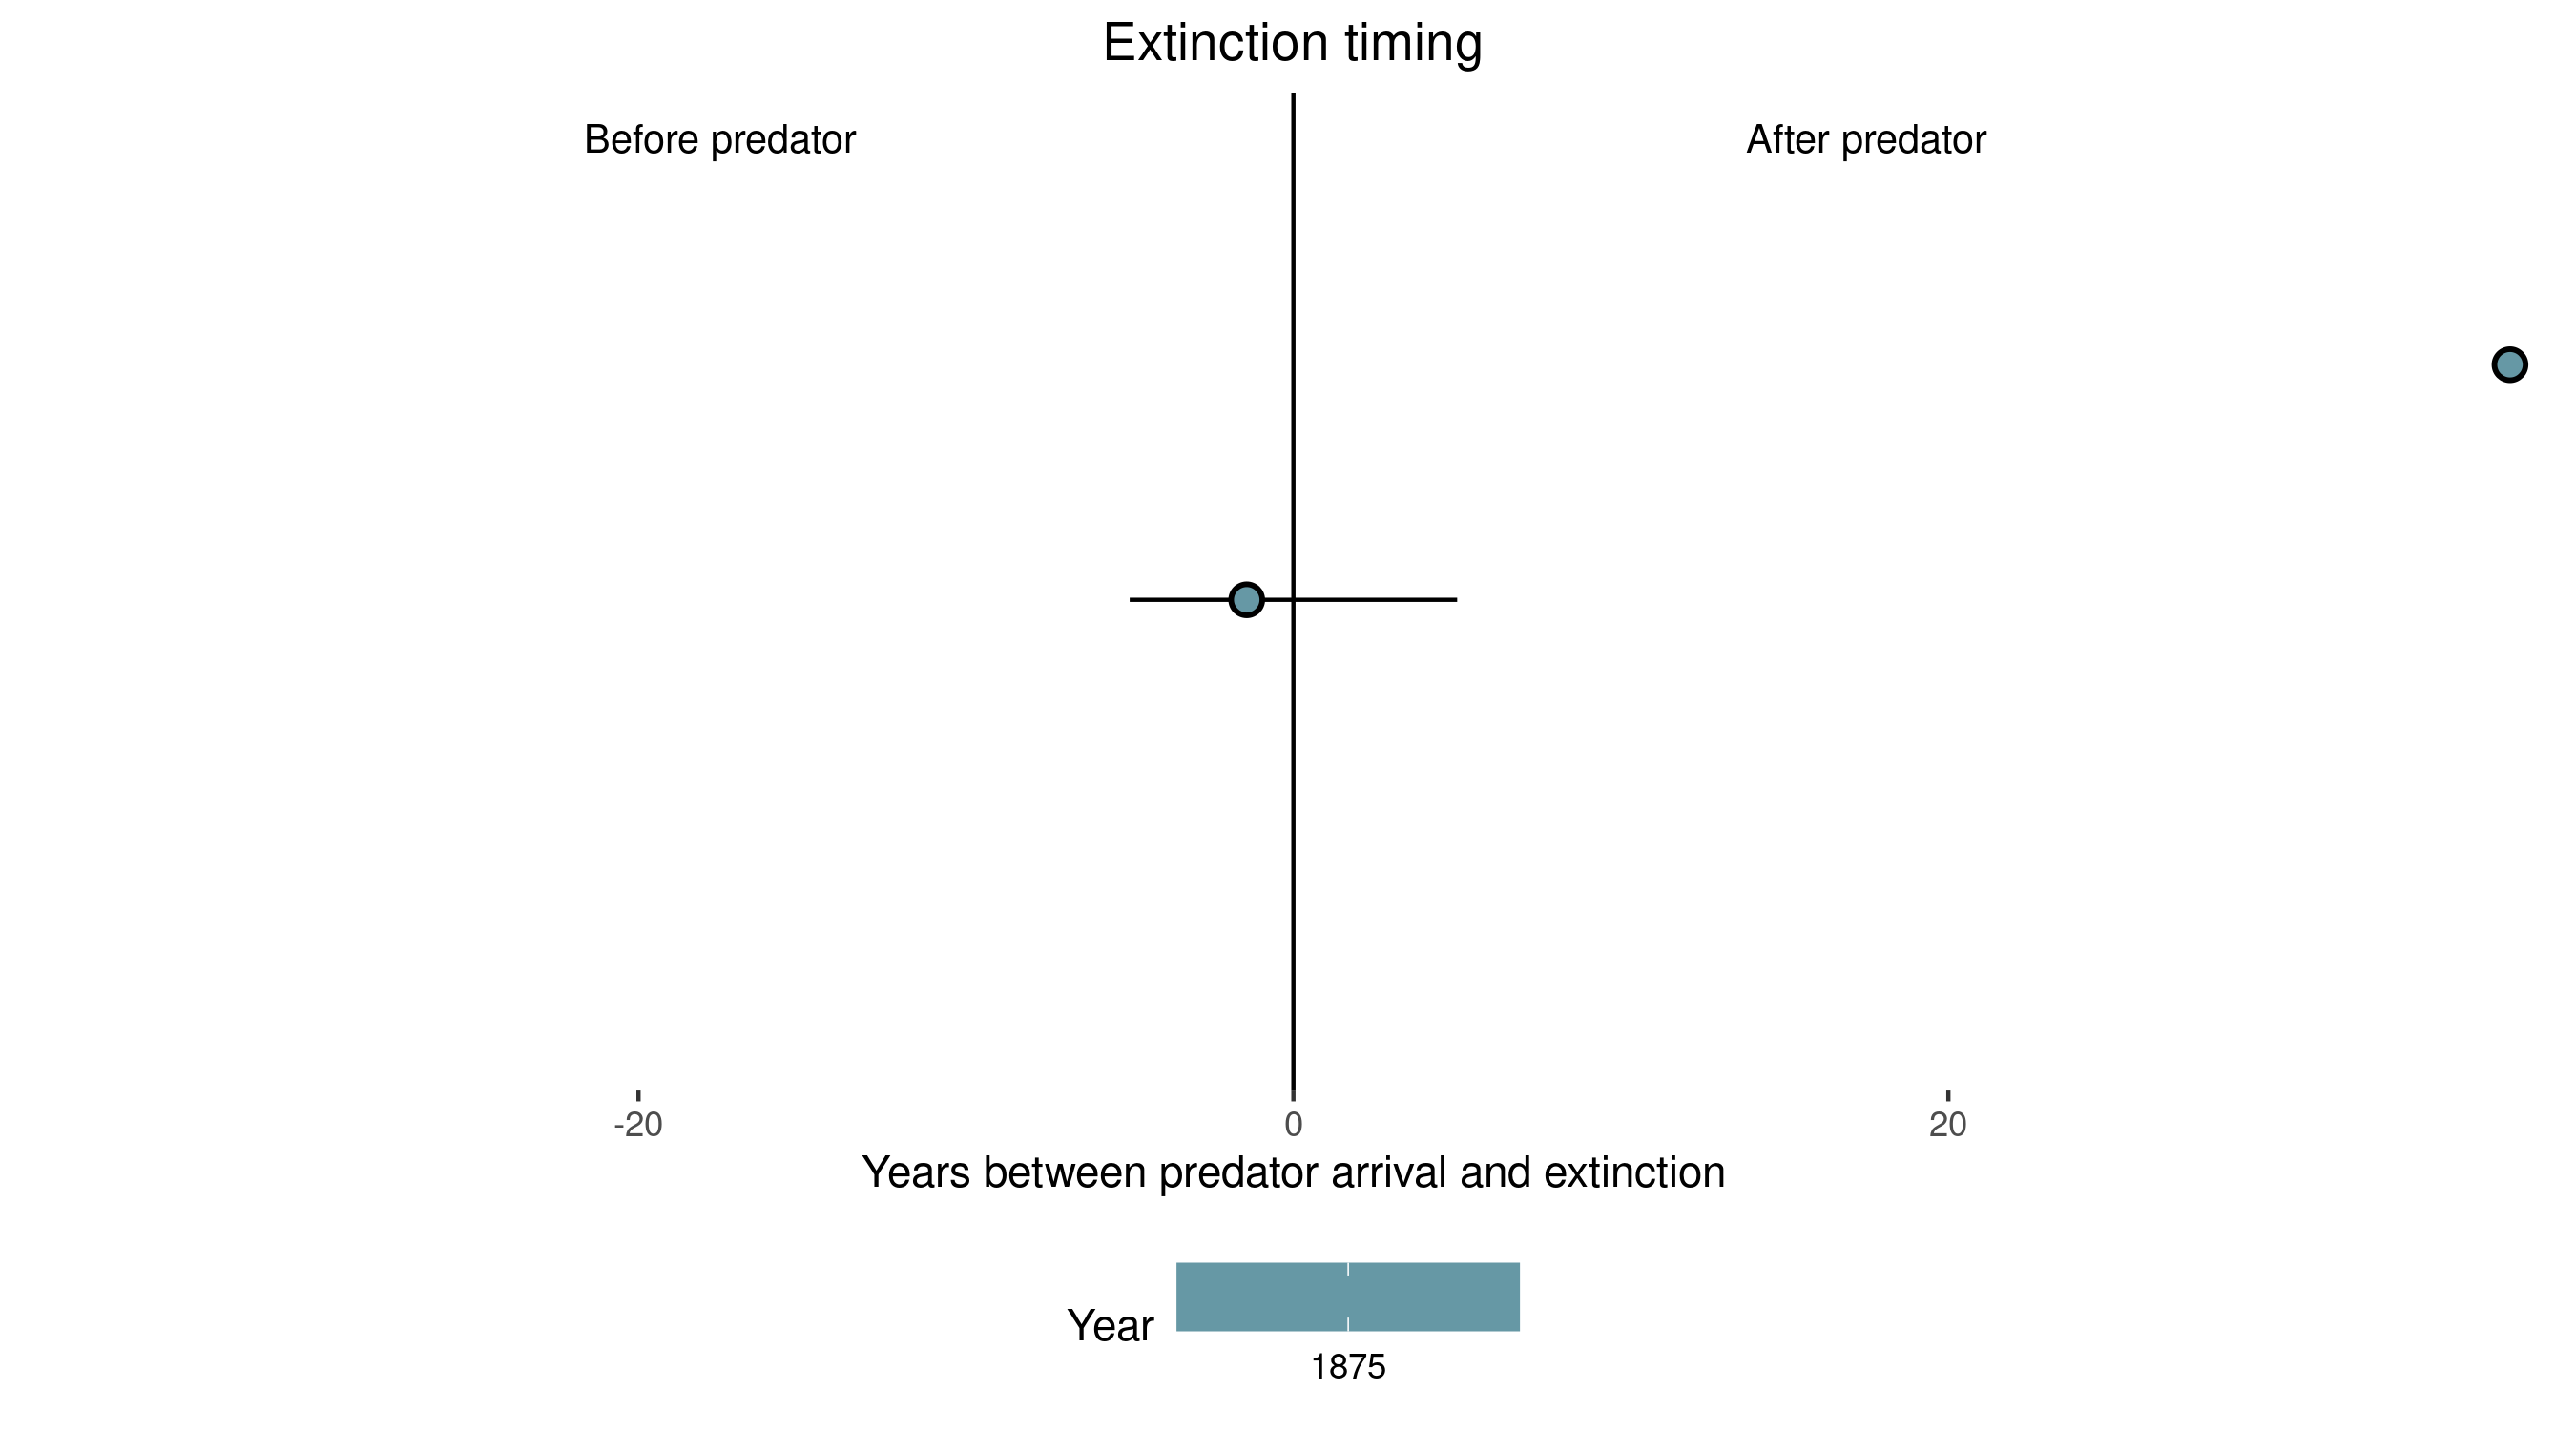 Extinction timing
Before predator
After predator
-20
0
20
Years between predator arrival and extinction
Year
1875